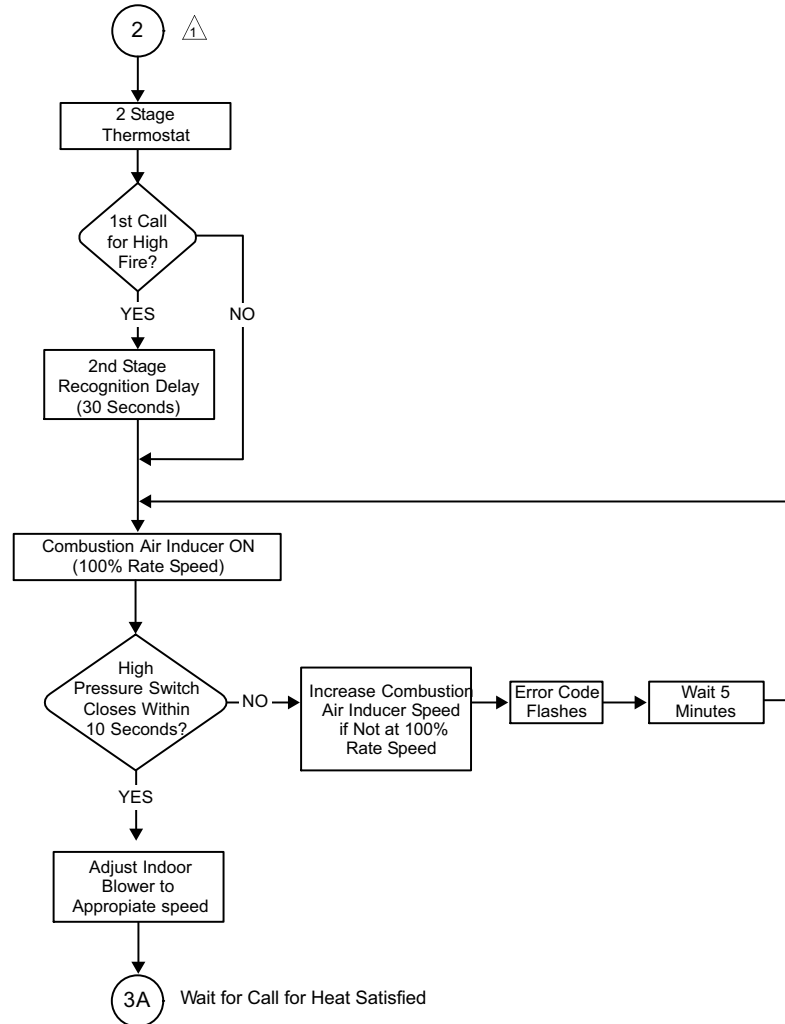 2
1
2 Stage
Thermostat
1st Call
for High
Fire?
YES
NO
2nd Stage
Recognition Delay
(30 Seconds)
Combustion Air Inducer ON
(100% Rate Speed)
High
Pressure Switch
Closes Within
10 Seconds?
NO
Increase Combustion
Air Inducer Speed
if Not at 100%
Rate Speed
Error Code
Flashes
Wait 5
Minutes
YES
Adjust Indoor
Blower to
Appropiate speed
3A
Wait for Call for Heat Satisfied